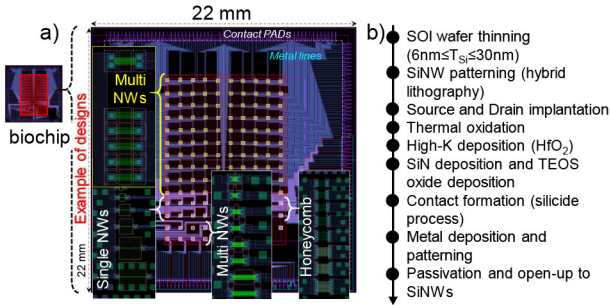 22 mm
a)
Contact PADs
Metal lines
Multi
NWs
biochip
Example of designs
22 mm
Single NWs
Multi NWs
Honeycomb
b)
SOI wafer thinning
(6nm≤T_Si≤30nm)
SiNW patterning (hybrid
lithography)
Source and Drain implantation
Thermal oxidation
High-K deposition (HfO₂)
SiN deposition and TEOS
oxide deposition
Contact formation (silicide
process)
Metal deposition and
patterning
Passivation and open-up to
SiNWs